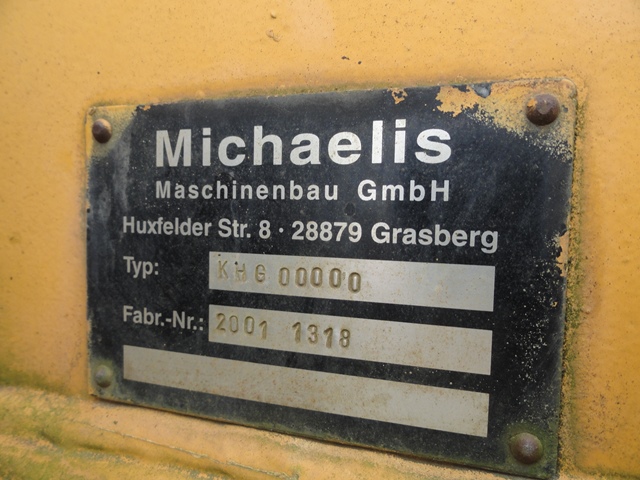 Michaelis
Maschinenbau GmbH
Huxfelder Str. 8 · 28879 Grasberg
Typ: KHG 00000
Fabr.-Nr.: 2001 1318